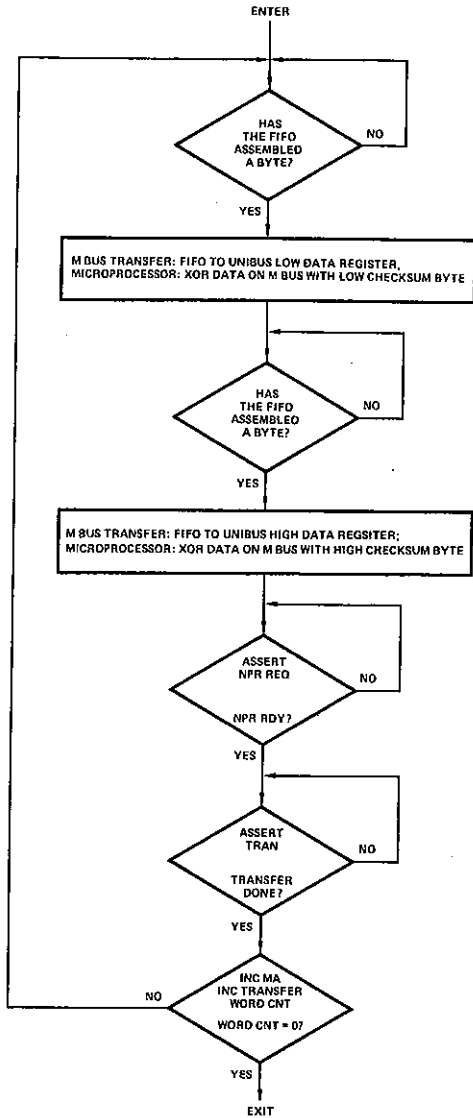 ENTER
HAS
THE FIFO
ASSEMBLED
A BYTE?
NO
YES
M BUS TRANSFER: FIFO TO UNIBUS LOW DATA REGISTER,
MICROPROCESSOR: XOR DATA ON M BUS WITH LOW CHECKSUM BYTE
HAS
THE FIFO
ASSEMBLED
A BYTE?
NO
YES
M BUS TRANSFER: FIFO TO UNIBUS HIGH DATA REGSITER;
MICROPROCESSOR: XOR DATA ON M BUS WITH HIGH CHECKSUM BYTE
ASSERT
NPR REQ
NO
NPR RDY?
YES
ASSERT
TRAN
NO
TRANSFER
DONE?
YES
INC MA
INC TRANSFER
WORD CNT
NO
WORD CNT = 0?
YES
EXIT